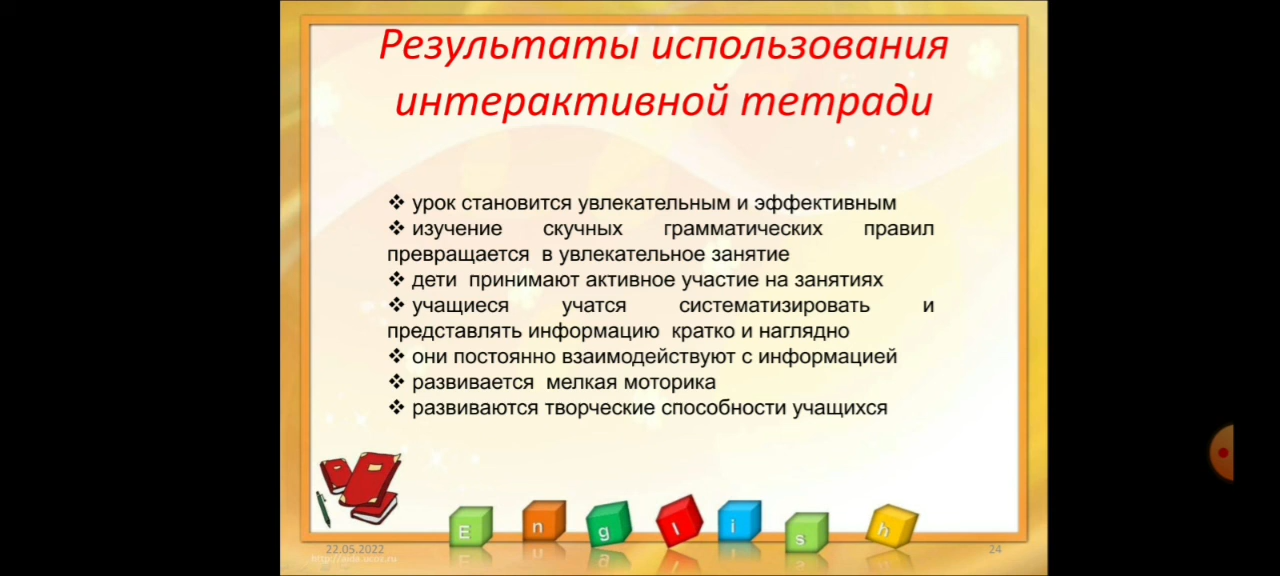 Результаты использования
интерактивной тетради
❖ урок становится увлекательным и эффективным
❖ изучение скучных грамматических правил
превращается в увлекательное занятие
❖ дети принимают активное участие на занятиях
❖ учащиеся учатся систематизировать и
представлять информацию кратко и наглядно
❖ они постоянно взаимодействуют с информацией
❖ развивается мелкая моторика
❖ развиваются творческие способности учащихся
E n g l i s h
22.05.2022
24